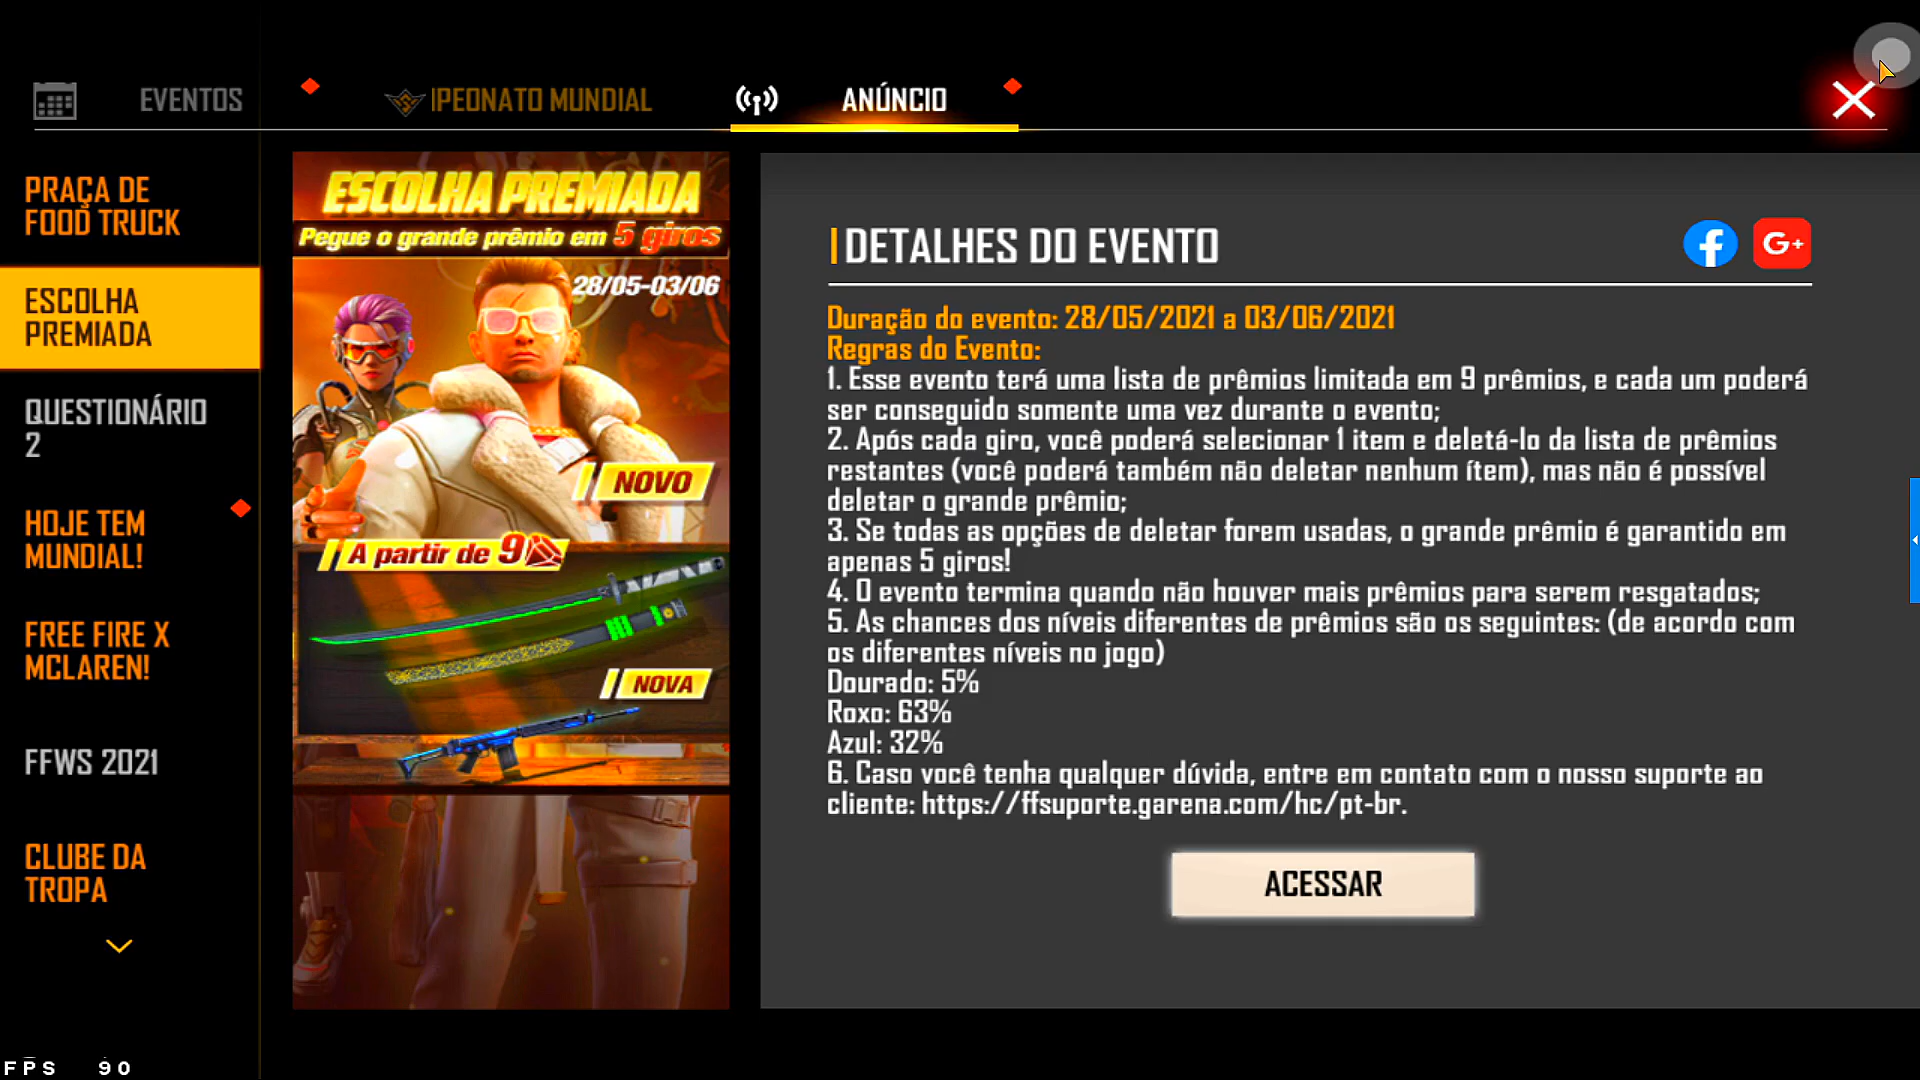 EVENTOS
IPEONATO MUNDIAL
ANÚNCIO
PRAÇA DE
FOOD TRUCK
ESCOLHA
PREMIADA
QUESTIONÁRIO
2
HOJE TEM
MUNDIAL!
FREE FIRE X
MCLAREN!
FFWS 2021
CLUBE DA
TROPA
ESCOLHA PREMIADA
Pegue o grande prêmio em 5 giros
28/05-03/06
NOVO
A partir de 9
NOVA
DETALHES DO EVENTO
Duração do evento: 28/05/2021 a 03/06/2021
Regras do Evento:
1. Esse evento terá uma lista de prêmios limitada em 9 prêmios, e cada um poderá
ser conseguido somente uma vez durante o evento;
2. Após cada giro, você poderá selecionar 1 item e deletá-lo da lista de prêmios
restantes (você poderá também não deletar nenhum ítem), mas não é possível
deletar o grande prêmio;
3. Se todas as opções de deletar forem usadas, o grande prêmio é garantido em
apenas 5 giros!
4. O evento termina quando não houver mais prêmios para serem resgatados;
5. As chances dos níveis diferentes de prêmios são os seguintes: (de acordo com
os diferentes níveis no jogo)
Dourado: 5%
Roxo: 63%
Azul: 32%
6. Caso você tenha qualquer dúvida, entre em contato com o nosso suporte ao
cliente: https://ffsuporte.garena.com/hc/pt-br.
ACESSAR
FPS 90